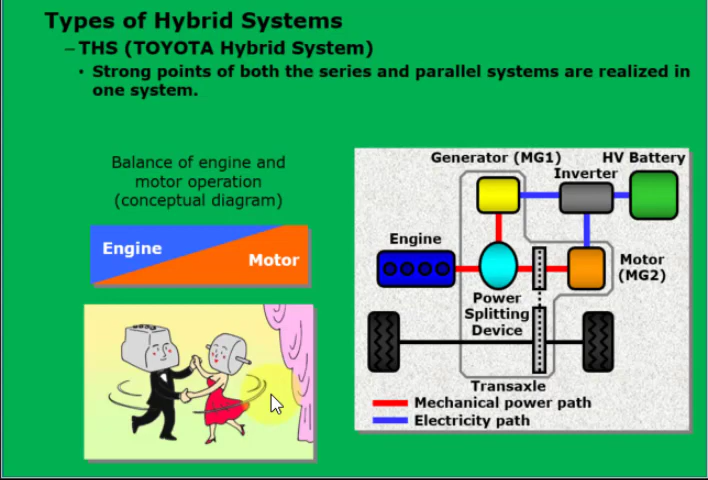 Types of Hybrid Systems
–THS (TOYOTA Hybrid System)
• Strong points of both the series and parallel systems are realized in
one system.
Balance of engine and
motor operation
(conceptual diagram)
Engine
Motor
Generator (MG1)
HV Battery
Inverter
Engine
Motor
(MG2)
Power
Splitting
Device
Transaxle
Mechanical power path
Electricity path